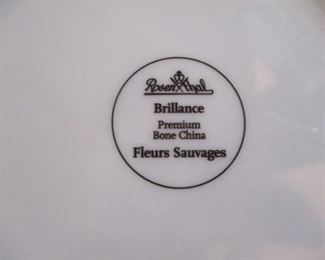 Rosenthal
Brillance
Premium
Bone China
Fleurs Sauvages